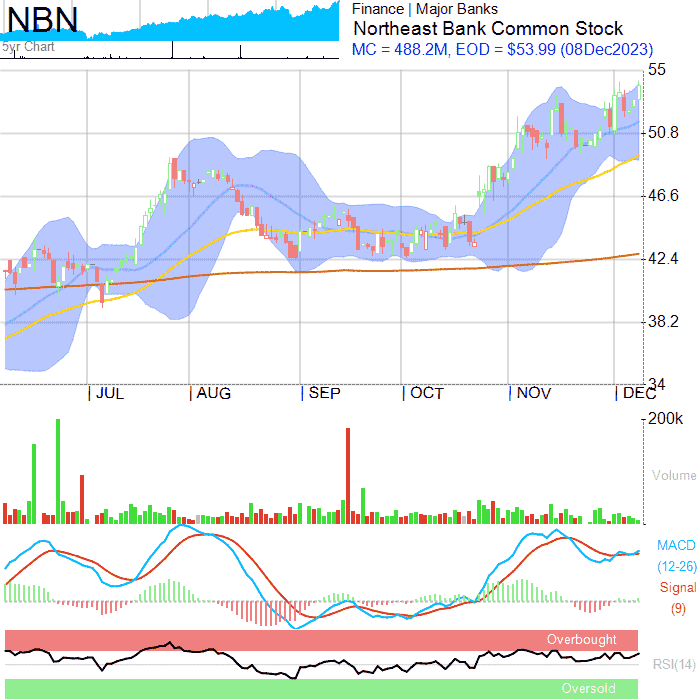 NBN
5yr Chart
Finance | Major Banks
Northeast Bank Common Stock
MC = 488.2M, EOD = $53.99 (08Dec2023)
55
50.8
46.6
42.4
38.2
34
JUL AUG SEP OCT NOV DEC
200k
Volume
MACD
(12-26)
Signal
(9)
Overbought
RSI(14)
Oversold